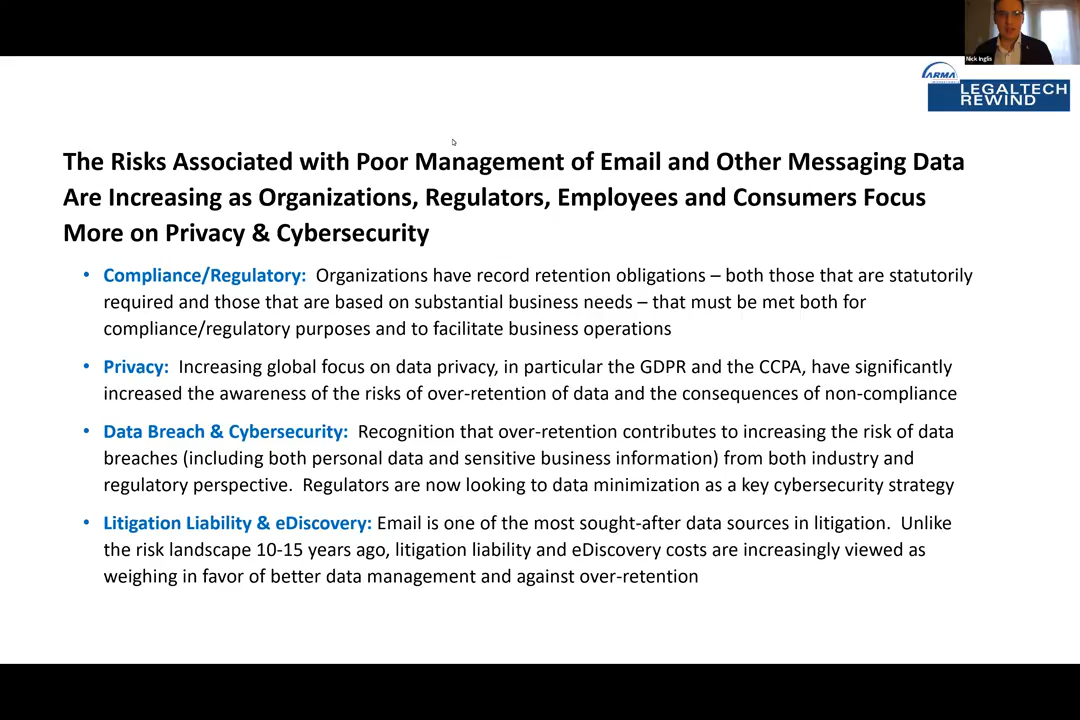 Nick Inglis
ARMA
LEGALTECH
REWIND
The Risks Associated with Poor Management of Email and Other Messaging Data
Are Increasing as Organizations, Regulators, Employees and Consumers Focus
More on Privacy & Cybersecurity
• Compliance/Regulatory: Organizations have record retention obligations – both those that are statutorily
required and those that are based on substantial business needs – that must be met both for
compliance/regulatory purposes and to facilitate business operations
• Privacy: Increasing global focus on data privacy, in particular the GDPR and the CCPA, have significantly
increased the awareness of the risks of over-retention of data and the consequences of non-compliance
• Data Breach & Cybersecurity: Recognition that over-retention contributes to increasing the risk of data
breaches (including both personal data and sensitive business information) from both industry and
regulatory perspective. Regulators are now looking to data minimization as a key cybersecurity strategy
• Litigation Liability & eDiscovery: Email is one of the most sought-after data sources in litigation. Unlike
the risk landscape 10-15 years ago, litigation liability and eDiscovery costs are increasingly viewed as
weighing in favor of better data management and against over-retention